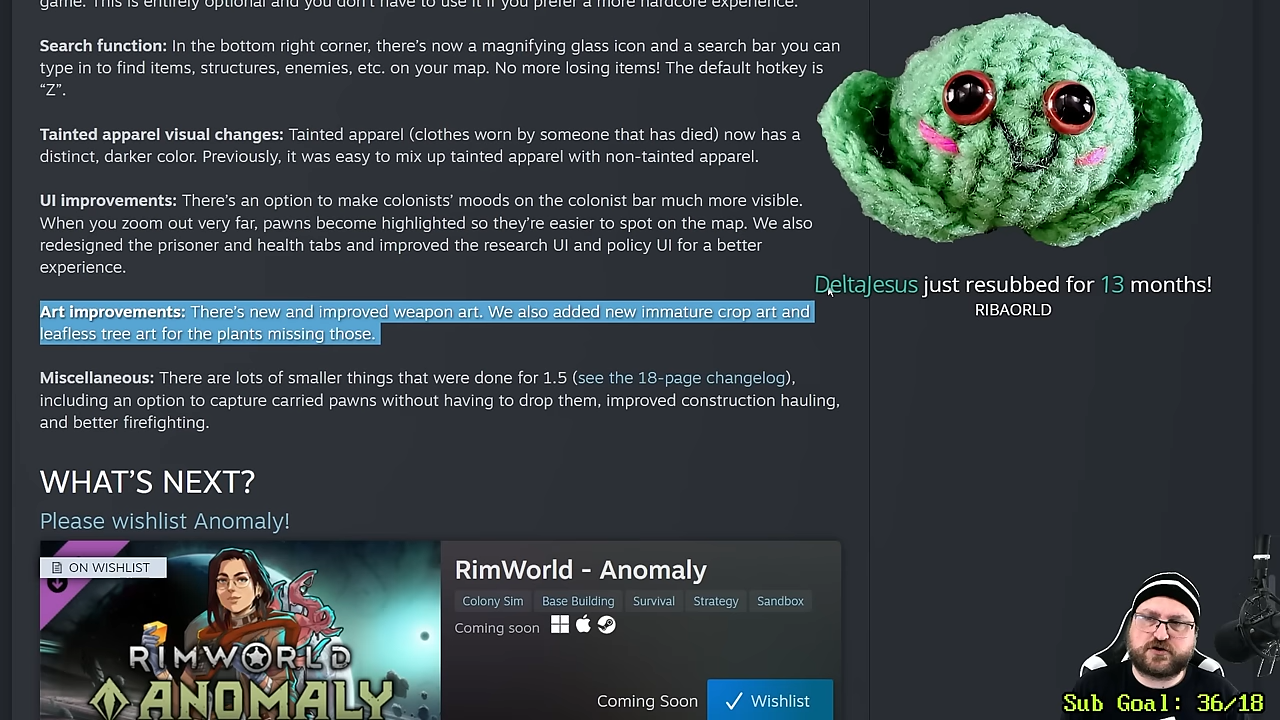 game. This is entirely optional and you don't have to use it if you prefer a more hardcore experience.
Search function: In the bottom right corner, there's now a magnifying glass icon and a search bar you can
type in to find items, structures, enemies, etc. on your map. No more losing items! The default hotkey is
“Z”.
Tainted apparel visual changes: Tainted apparel (clothes worn by someone that has died) now has a
distinct, darker color. Previously, it was easy to mix up tainted apparel with non-tainted apparel.
UI improvements: There's an option to make colonists' moods on the colonist bar much more visible.
When you zoom out very far, pawns become highlighted so they're easier to spot on the map. We also
redesigned the prisoner and health tabs and improved the research UI and policy UI for a better
experience.
DeltaJesus just resubbed for 13 months!
RIBAORLD
Art improvements: There's new and improved weapon art. We also added new immature crop art and
leafless tree art for the plants missing those.
Miscellaneous: There are lots of smaller things that were done for 1.5 (see the 18-page changelog),
including an option to capture carried pawns without having to drop them, improved construction hauling,
and better firefighting.
WHAT'S NEXT?
Please wishlist Anomaly!
ON WISHLIST
RIMWORLD
ANOMALY
RimWorld - Anomaly
Colony Sim Base Building Survival Strategy Sandbox
Coming soon
Coming Soon
Wishlist
Sub Goal: 36/18